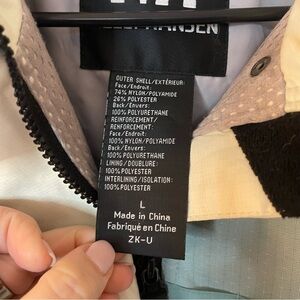 HANSEN
OUTER SHELL/EXTÉRIEUR:
Face/Endroit:
74% NYLON/POLYAMIDE
26% POLYESTER
Back/Envers:
100% POLYURETHANE
REINFORCEMENT/
RENFORCEMENT:
Face/Endroit:
100% NYLON/POLYAMIDE
Back/Envers:
100% POLYURETHANE
LINING/DOUBLURE:
100% POLYESTER
INTERLINING/ISOLATION:
100% POLYESTER
L
Made in China
Fabriqué en Chine
ZK-U